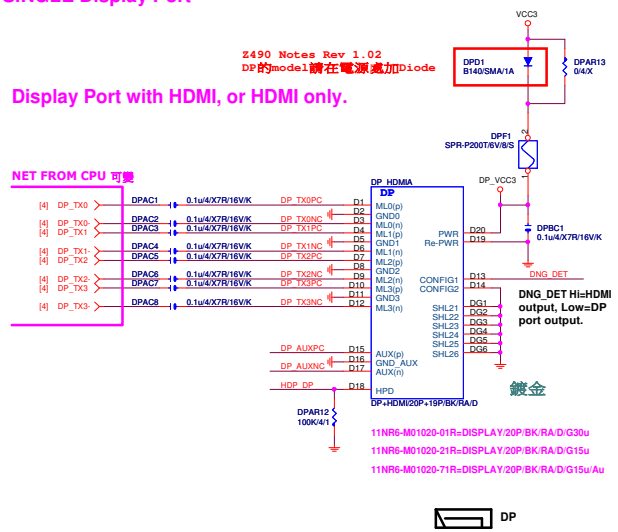 SINGLE Display Port
VCC3
Z490 Notes Rev 1.02
DP的model請在電源處加Diode
DPD1
B140/SMA/1A
DPAR13
0/4/X
Display Port with HDMI, or HDMI only.
2
DPF1
SPR-P200T/6V/8/S
1
NET FROM CPU 可變
DP_HDMIA
DP_VCC3
DP
[4] DP_TX0 DPAC1 0.1u/4/X7R/16V/K DP_TX0PC D1 ML0(p)
D2 GND0
[4] DP_TX0- DPAC2 0.1u/4/X7R/16V/K DP_TX0NC D3 ML0(n)
[4] DP_TX1 DPAC3 0.1u/4/X7R/16V/K DP_TX1PC D4 ML1(p)
D5 GND1
[4] DP_TX1- DPAC4 0.1u/4/X7R/16V/K DP_TX1NC D6 ML1(n)
[4] DP_TX2 DPAC5 0.1u/4/X7R/16V/K DP_TX2PC D7 ML2(p)
D8 GND2
[4] DP_TX2- DPAC6 0.1u/4/X7R/16V/K DP_TX2NC D9 ML2(n)
[4] DP_TX3 DPAC7 0.1u/4/X7R/16V/K DP_TX3PC D10 ML3(p)
D11 GND3
[4] DP_TX3- DPAC8 0.1u/4/X7R/16V/K DP_TX3NC D12 ML3(n)
PWR D20
Re-PWR D19
DPBC1
0.1u/4/X7R/16V/K
CONFIG1 D13 DNG_DET
CONFIG2 D14
DNG_DET Hi=HDMI
output, Low=DP
port output.
SHL21 DG1
SHL22 DG2
SHL23 DG3
SHL24 DG4
SHL25 DG5
SHL26 DG6
DP_AUXPC D15 AUX(p)
D16 GND_AUX
DP_AUXNC D17 AUX(n)
HDP_DP D18 HPD
鍍金
DP+HDMI/20P+19P/BK/RA/D
DPAR12
100K/4/1
11NR6-M01020-01R=DISPLAY/20P/BK/RA/D/G30u
11NR6-M01020-21R=DISPLAY/20P/BK/RA/D/G15u
11NR6-M01020-71R=DISPLAY/20P/BK/RA/D/G15u/Au
DP